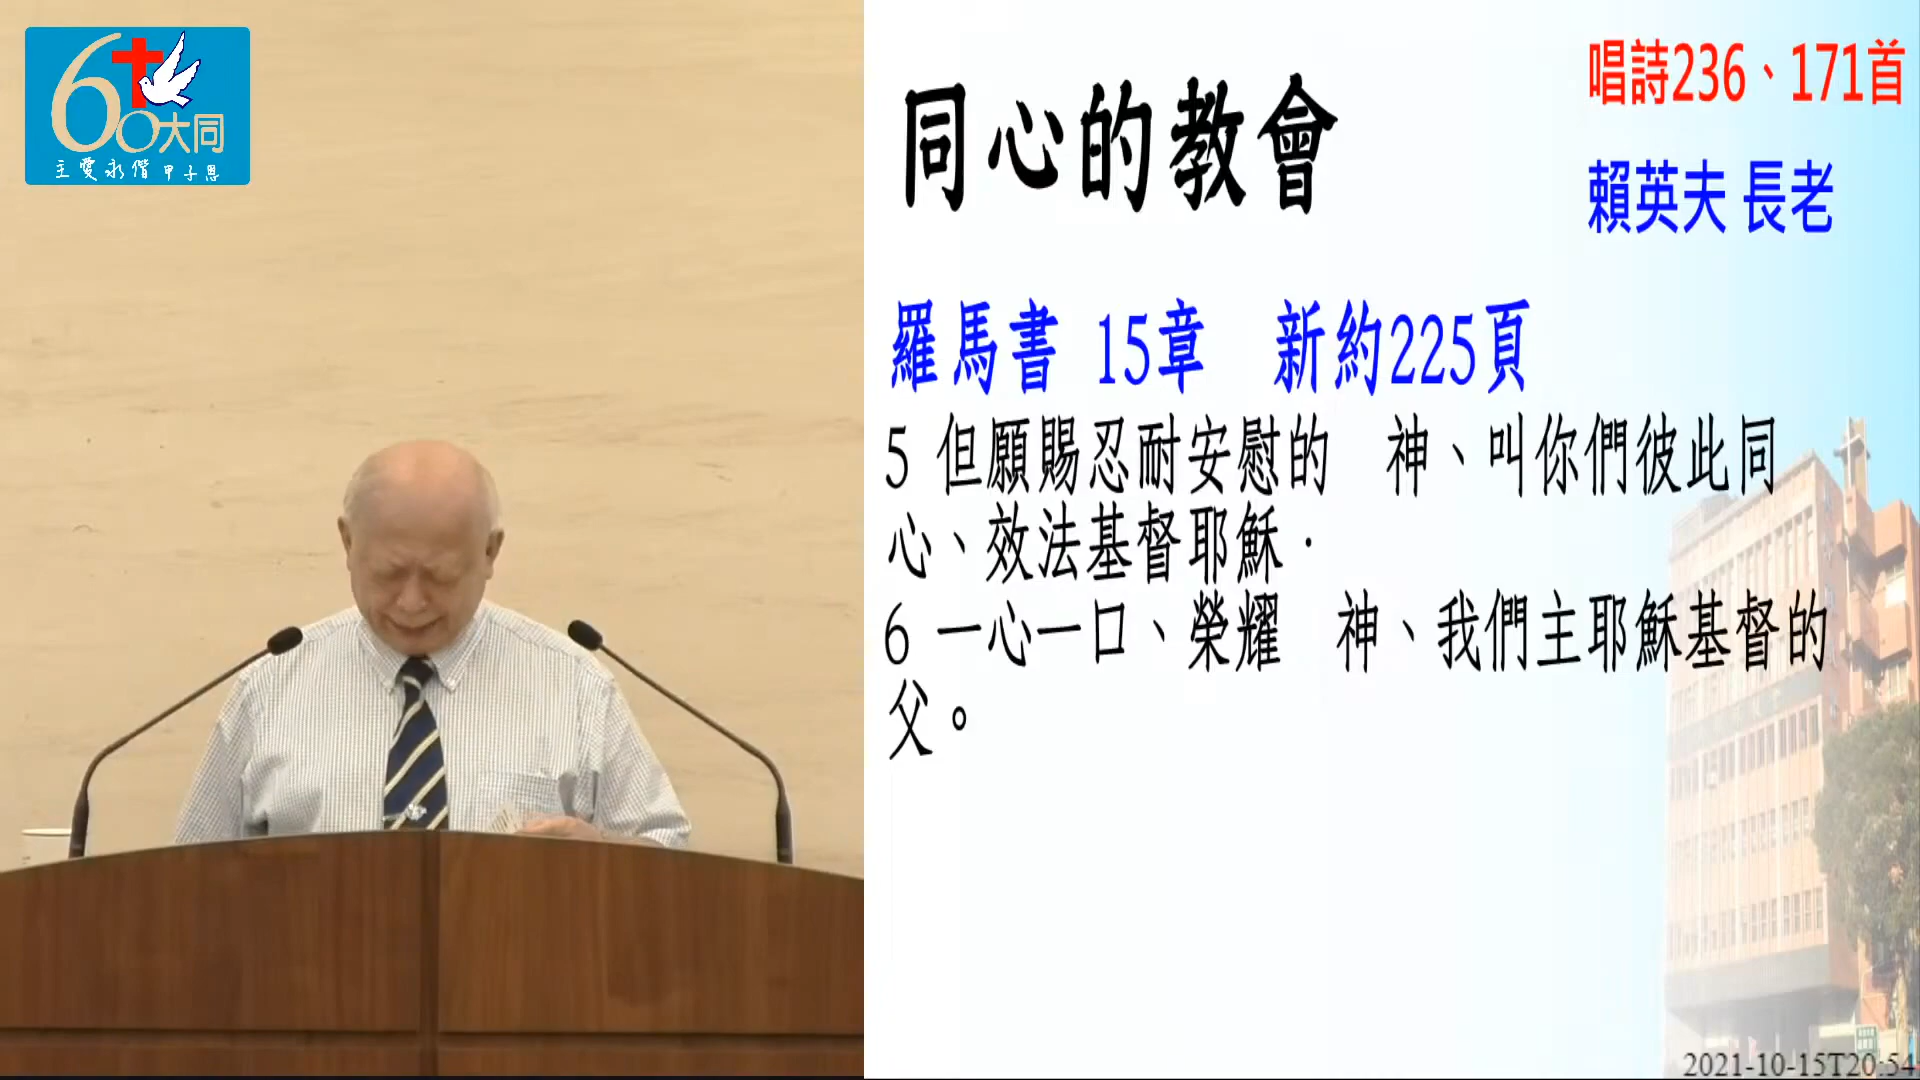 60大同
主愛永偕 甲子恩
同心的教會
唱詩236、171首
賴英夫 長老
羅馬書 15章　新約225頁
5 但願賜忍耐安慰的　神、叫你們彼此同
心、效法基督耶穌．
6 一心一口、榮耀　神、我們主耶穌基督的
父。
2021-10-15T20:54